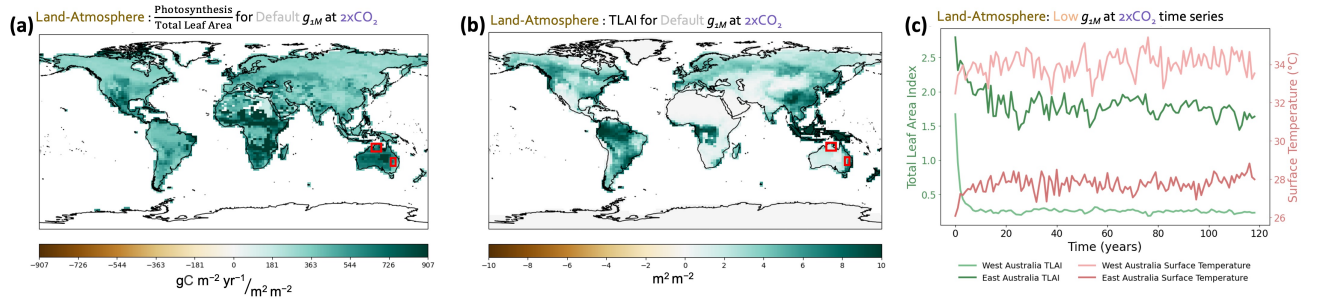 (a) Land-Atmosphere : Photosynthesis / Total Leaf Area for Default g1M at 2xCO2
−907 −726 −544 −363 −181 0 181 363 544 726 907
gC m−2 yr−1/m2 m−2
(b) Land-Atmosphere : TLAI for Default g1M at 2xCO2
−10 −8 −6 −4 −2 0 2 4 6 8 10
m2 m−2
(c) Land-Atmosphere: Low g1M at 2xCO2 time series
Total Leaf Area Index
2.5
2.0
1.5
1.0
0.5
34
32
30
28
26
Surface Temperature (°C)
0 20 40 60 80 100 120
Time (years)
West Australia TLAI
East Australia TLAI
West Australia Surface Temperature
East Australia Surface Temperature